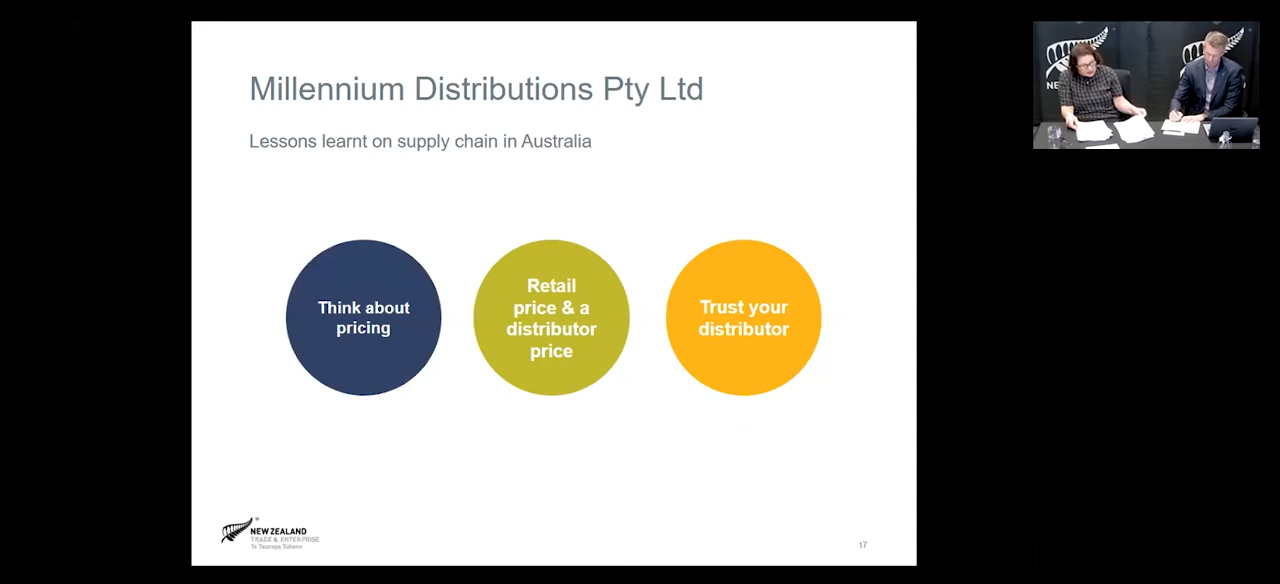 Millennium Distributions Pty Ltd
Lessons learnt on supply chain in Australia
Think about
pricing
Retail
price & a
distributor
price
Trust your
distributor
NEW ZEALAND
TRADE & ENTERPRISE
Te Taurapa Tūhono
17
NE